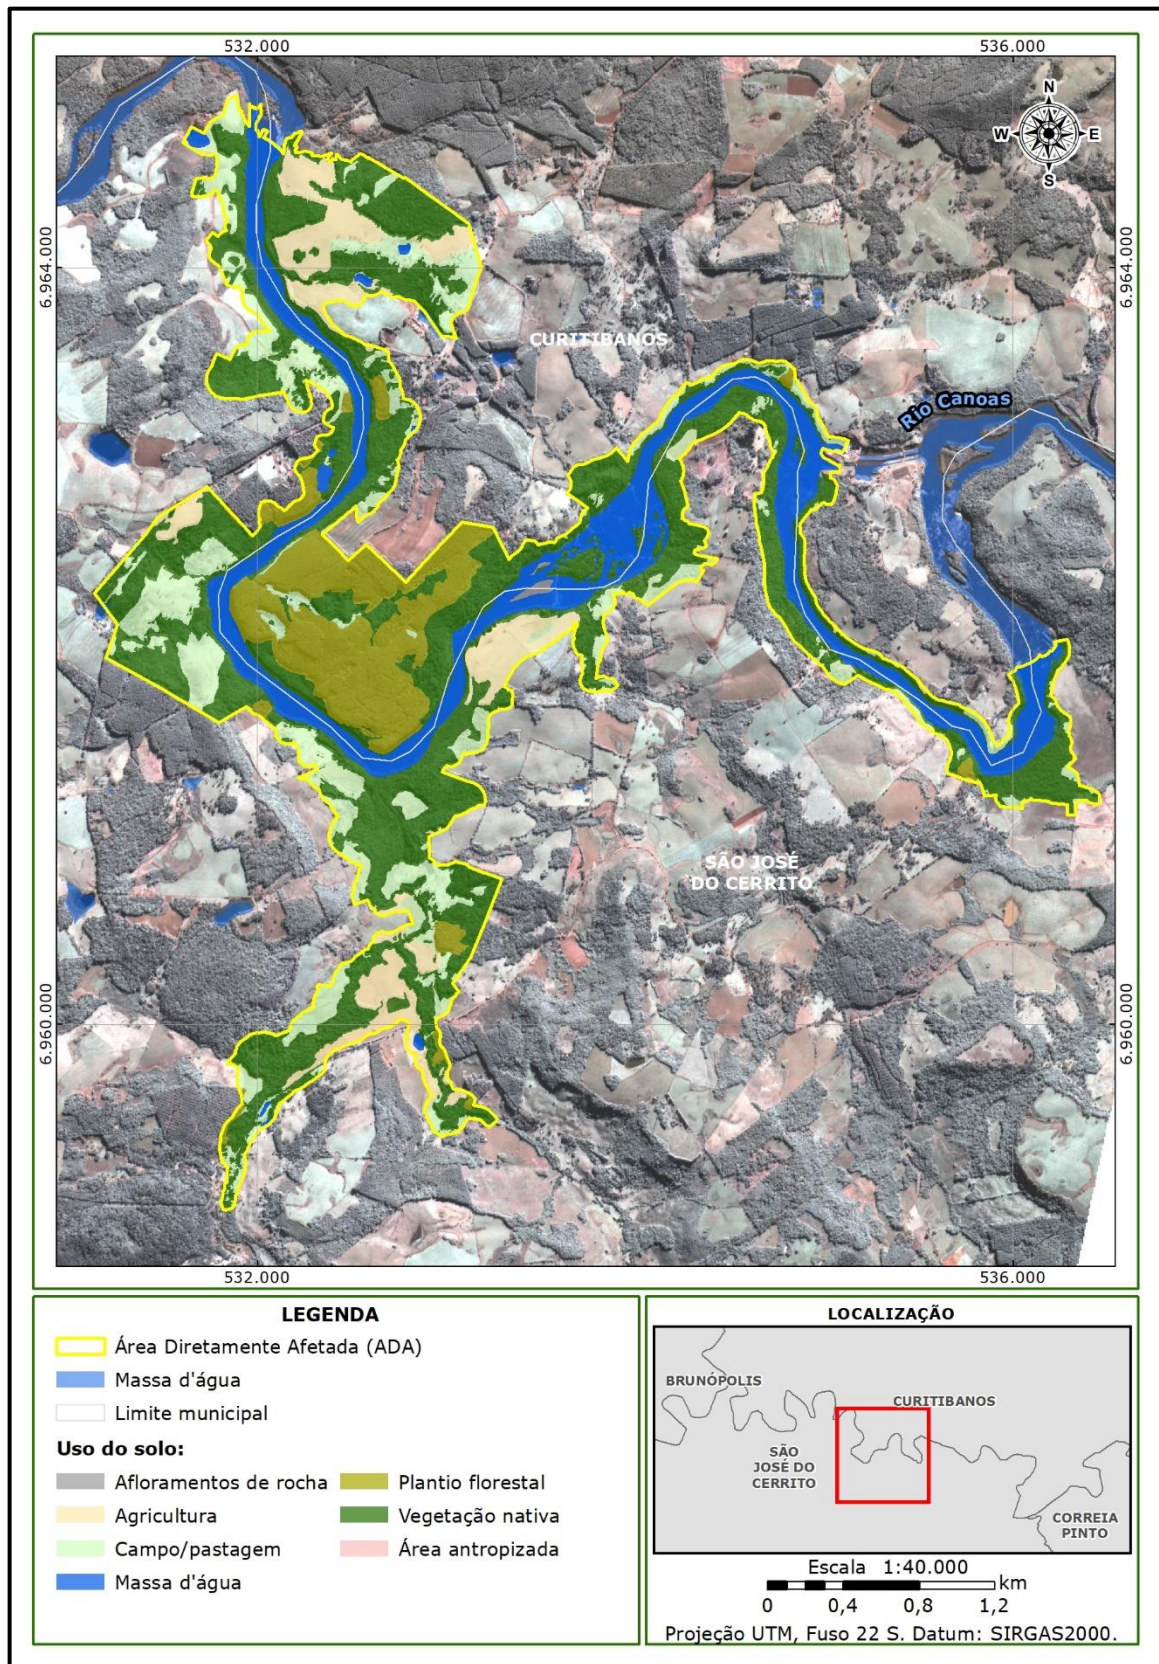 532.000
536.000
N
W
E
S
6.964.000
6.964.000
CURITIBANOS
Rio Canoas
SÃO JOSÉ
DO CERRITO
6.960.000
6.960.000
532.000
536.000
LEGENDA
Área Diretamente Afetada (ADA)
Massa d'água
Limite municipal
Uso do solo:
Afloramentos de rocha
Agricultura
Campo/pastagem
Massa d'água
Plantio florestal
Vegetação nativa
Área antropizada
LOCALIZAÇÃO
BRUNÓPOLIS
CURITIBANOS
SÃO
JOSÉ DO
CERRITO
CORREIA
PINTO
Escala 1:40.000
km
0 0,4 0,8 1,2
Projeção UTM, Fuso 22 S. Datum: SIRGAS2000.